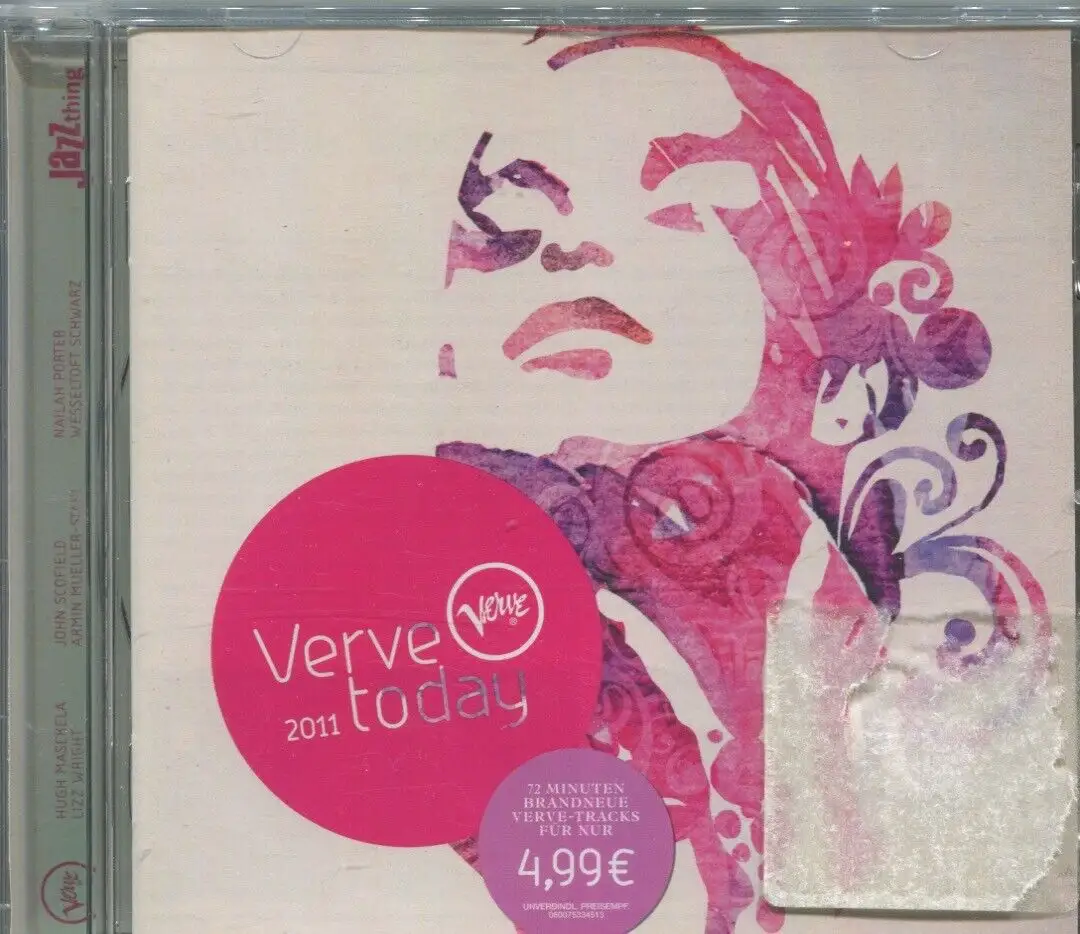 Jazzthing
NAILAH PORTER
WESSELTOFT SCHWARZ
JOHN SCOFIELD
ARMIN MUELLER-STAHL
HUGH MASEKELA
LIZZ WRIGHT
Verve
Verve
Verve
2011 today
72 MINUTEN
BRANDNEUE
VERVE-TRACKS
FÜR NUR
4,99€
UNVERBINDL. PREISEMPF.